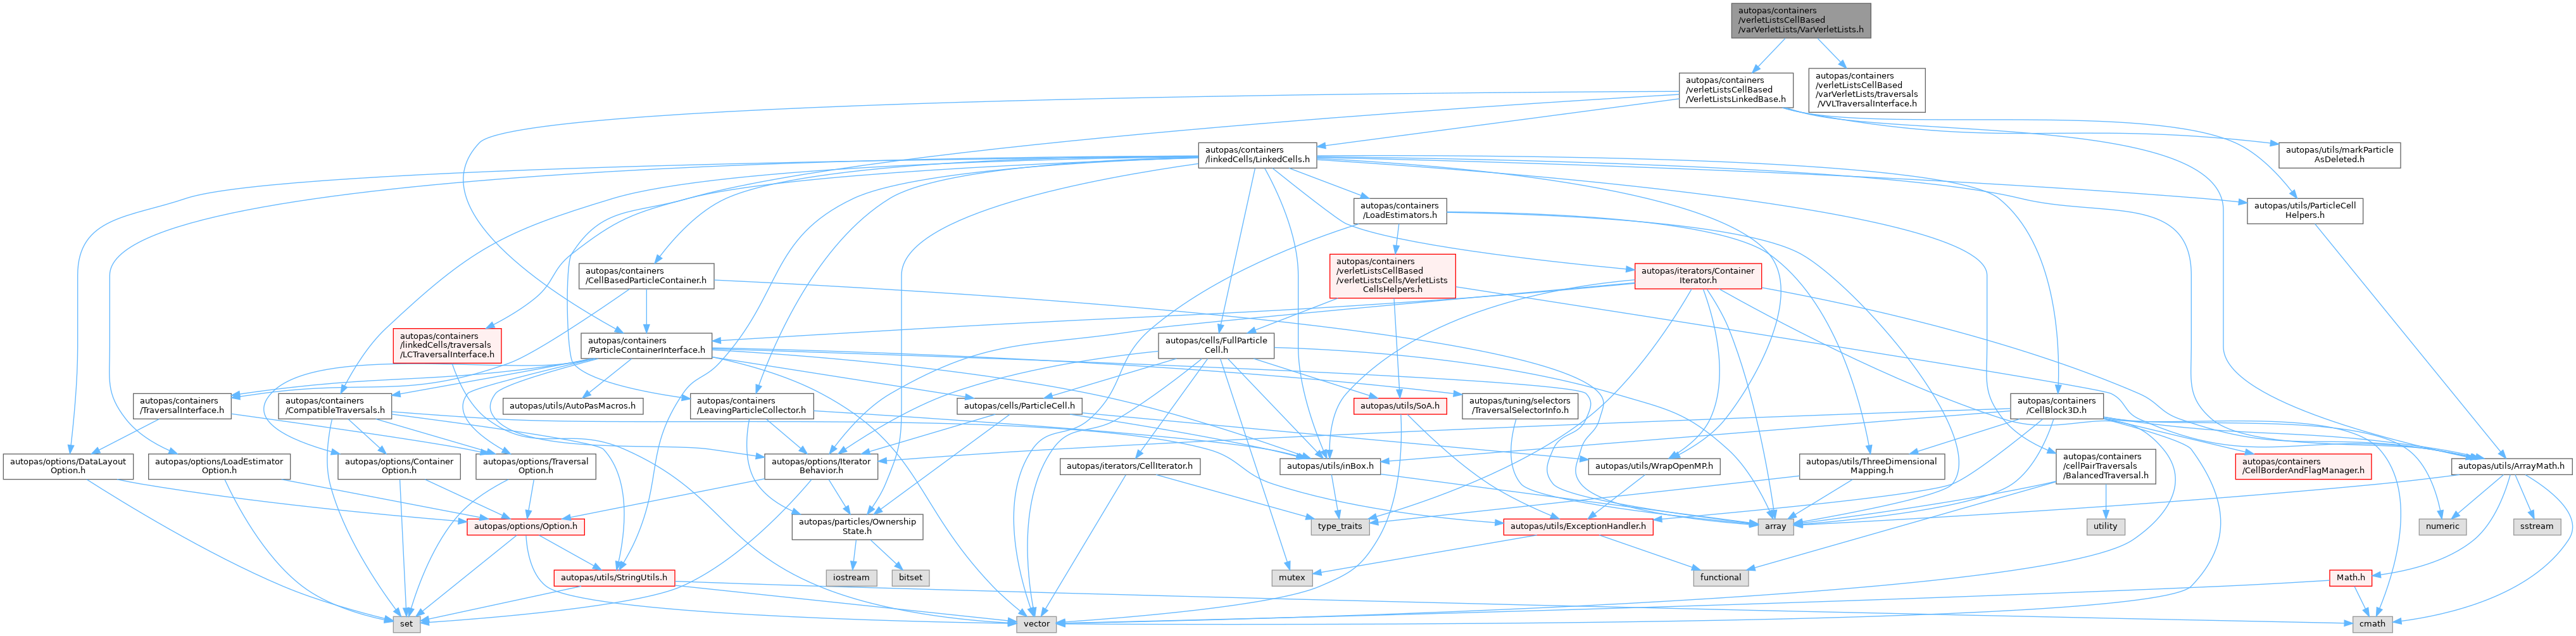 autopas/containers
/verletListsCellBased
/varVerletLists/VarVerletLists.h
autopas/containers
/verletListsCellBased
/VerletListsLinkedBase.h
autopas/containers
/verletListsCellBased
/varVerletLists/traversals
/VVLTraversalInterface.h
autopas/containers
/linkedCells/LinkedCells.h
autopas/utils/markParticle
AsDeleted.h
autopas/containers
/LoadEstimators.h
autopas/utils/ParticleCell
Helpers.h
autopas/containers
/CellBasedParticleContainer.h
autopas/containers
/verletListsCellBased
/verletListsCells/VerletLists
CellsHelpers.h
autopas/iterators/Container
Iterator.h
autopas/containers
/linkedCells/traversals
/LCTraversalInterface.h
autopas/containers
/ParticleContainerInterface.h
autopas/cells/FullParticle
Cell.h
autopas/containers
/TraversalInterface.h
autopas/containers
/CompatibleTraversals.h
autopas/utils/AutoPasMacros.h
autopas/containers
/LeavingParticleCollector.h
autopas/cells/ParticleCell.h
autopas/utils/SoA.h
autopas/tuning/selectors
/TraversalSelectorInfo.h
autopas/containers
/CellBlock3D.h
autopas/options/DataLayout
Option.h
autopas/options/LoadEstimator
Option.h
autopas/options/Container
Option.h
autopas/options/Traversal
Option.h
autopas/options/Iterator
Behavior.h
autopas/iterators/CellIterator.h
autopas/utils/inBox.h
autopas/utils/WrapOpenMP.h
autopas/utils/ThreeDimensional
Mapping.h
autopas/containers
/cellPairTraversals
/BalancedTraversal.h
autopas/containers
/CellBorderAndFlagManager.h
autopas/utils/ArrayMath.h
autopas/options/Option.h
autopas/particles/Ownership
State.h
type_traits
autopas/utils/ExceptionHandler.h
array
utility
numeric
sstream
autopas/utils/StringUtils.h
iostream
bitset
mutex
functional
Math.h
set
vector
cmath